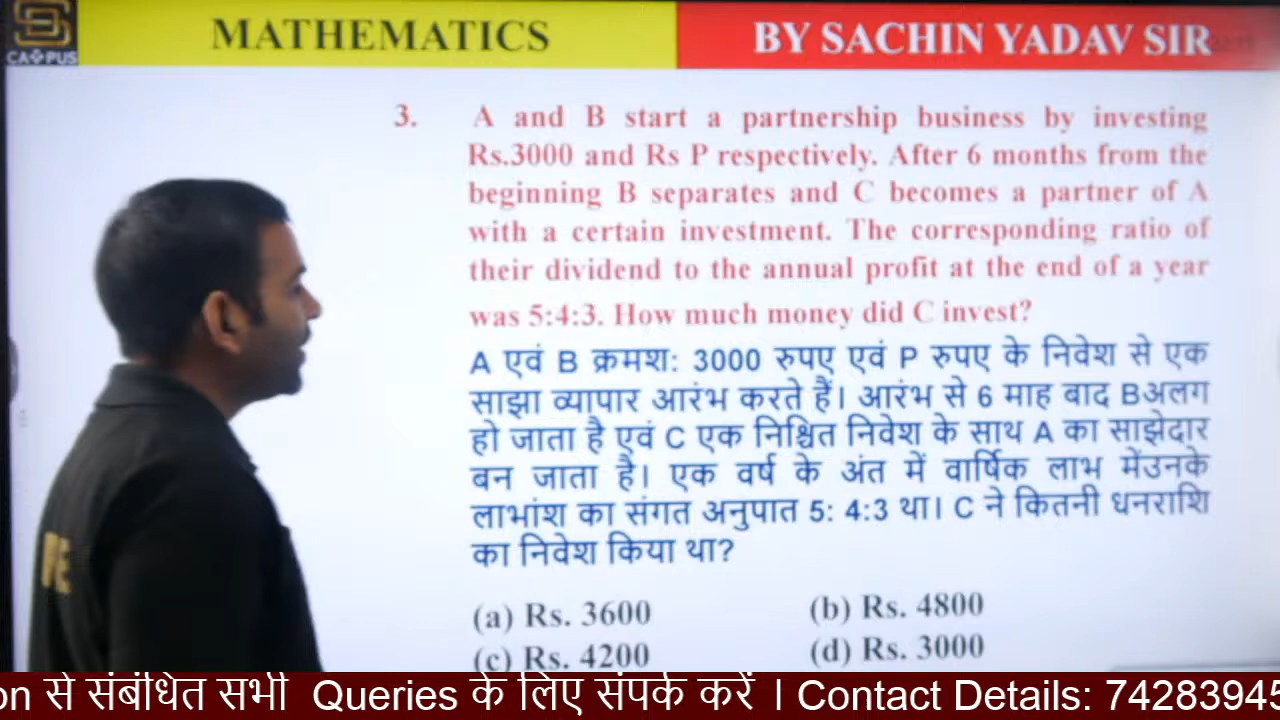 CAMPUS
MATHEMATICS
BY SACHIN YADAV SIR
3. A and B start a partnership business by investing
Rs.3000 and Rs P respectively. After 6 months from the
beginning B separates and C becomes a partner of A
with a certain investment. The corresponding ratio of
their dividend to the annual profit at the end of a year
was 5:4:3. How much money did C invest?
A एवं B क्रमश: 3000 रुपए एवं P रुपए के निवेश से एक
साझा व्यापार आरंभ करते हैं। आरंभ से 6 माह बाद Bअलग
हो जाता है एवं C एक निश्चित निवेश के साथ A का साझेदार
बन जाता है। एक वर्ष के अंत में वार्षिक लाभ मेंउनके
लाभांश का संगत अनुपात 5: 4:3 था। C ने कितनी धनराशि
का निवेश किया था?
(a) Rs. 3600 (b) Rs. 4800
(c) Rs. 4200 (d) Rs. 3000
on से संबंधित सभी Queries के लिए संपर्क करें । Contact Details: 74283945